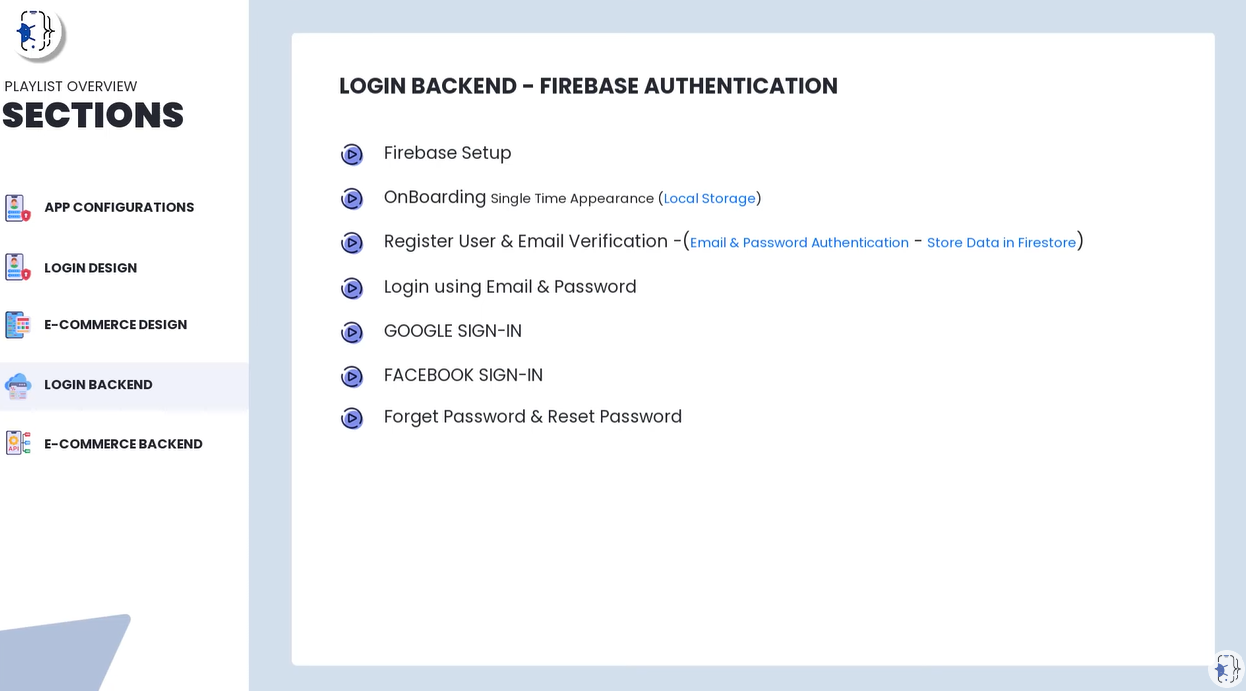 PLAYLIST OVERVIEW
SECTIONS
APP CONFIGURATIONS
LOGIN DESIGN
E-COMMERCE DESIGN
LOGIN BACKEND
E-COMMERCE BACKEND
LOGIN BACKEND - FIREBASE AUTHENTICATION
Firebase Setup
OnBoarding Single Time Appearance (Local Storage)
Register User & Email Verification -(Email & Password Authentication - Store Data in Firestore)
Login using Email & Password
GOOGLE SIGN-IN
FACEBOOK SIGN-IN
Forget Password & Reset Password
API